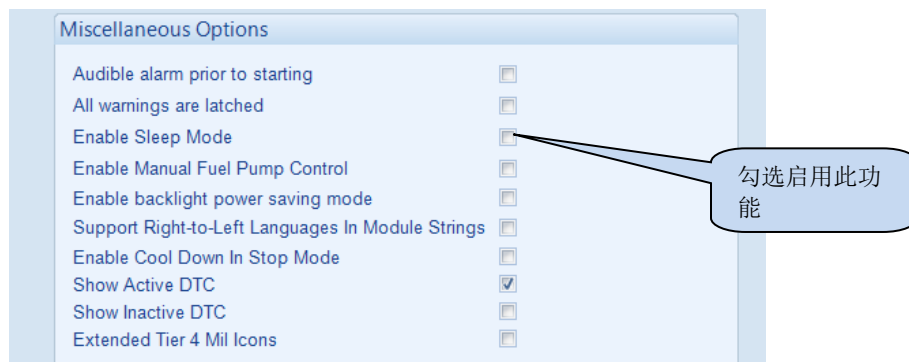 Miscellaneous Options
Audible alarm prior to starting
All warnings are latched
Enable Sleep Mode
Enable Manual Fuel Pump Control
勾选启用此功
能
Enable backlight power saving mode
Support Right-to-Left Languages In Module Strings
Enable Cool Down In Stop Mode
Show Active DTC
Show Inactive DTC
Extended Tier 4 Mil Icons